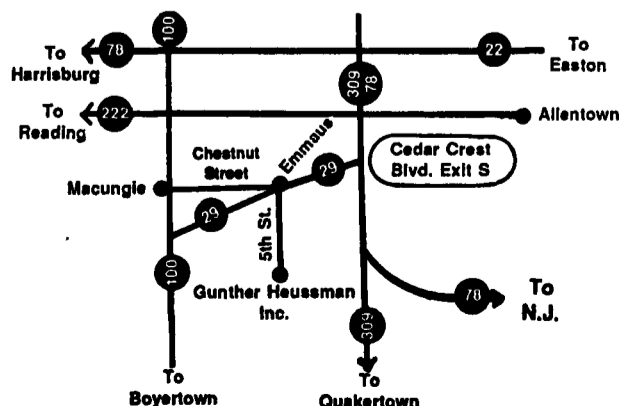 100
To
Harrisburg
78
22
To
Easton
309
78
To
Reading
222
Allentown
Cedar Crest
Blvd. Exit S
Chestnut
Street
Emmaus
29
Macungie
29
5th St.
100
Gunther Heussman
Inc.
78
To
N.J.
309
To
Boyertown
To
Quakertown